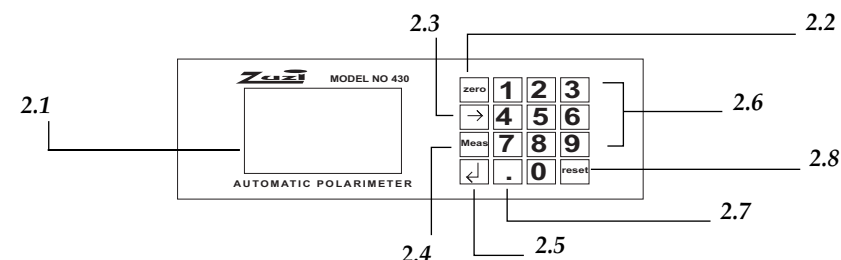 2.2
2.3
Zuzi MODEL NO 430
2.1
zero 1 2 3
2.6
→ 4 5 6
Meas 7 8 9
2.8
↵ . 0 reset
AUTOMATIC POLARIMETER
2.7
2.5
2.4